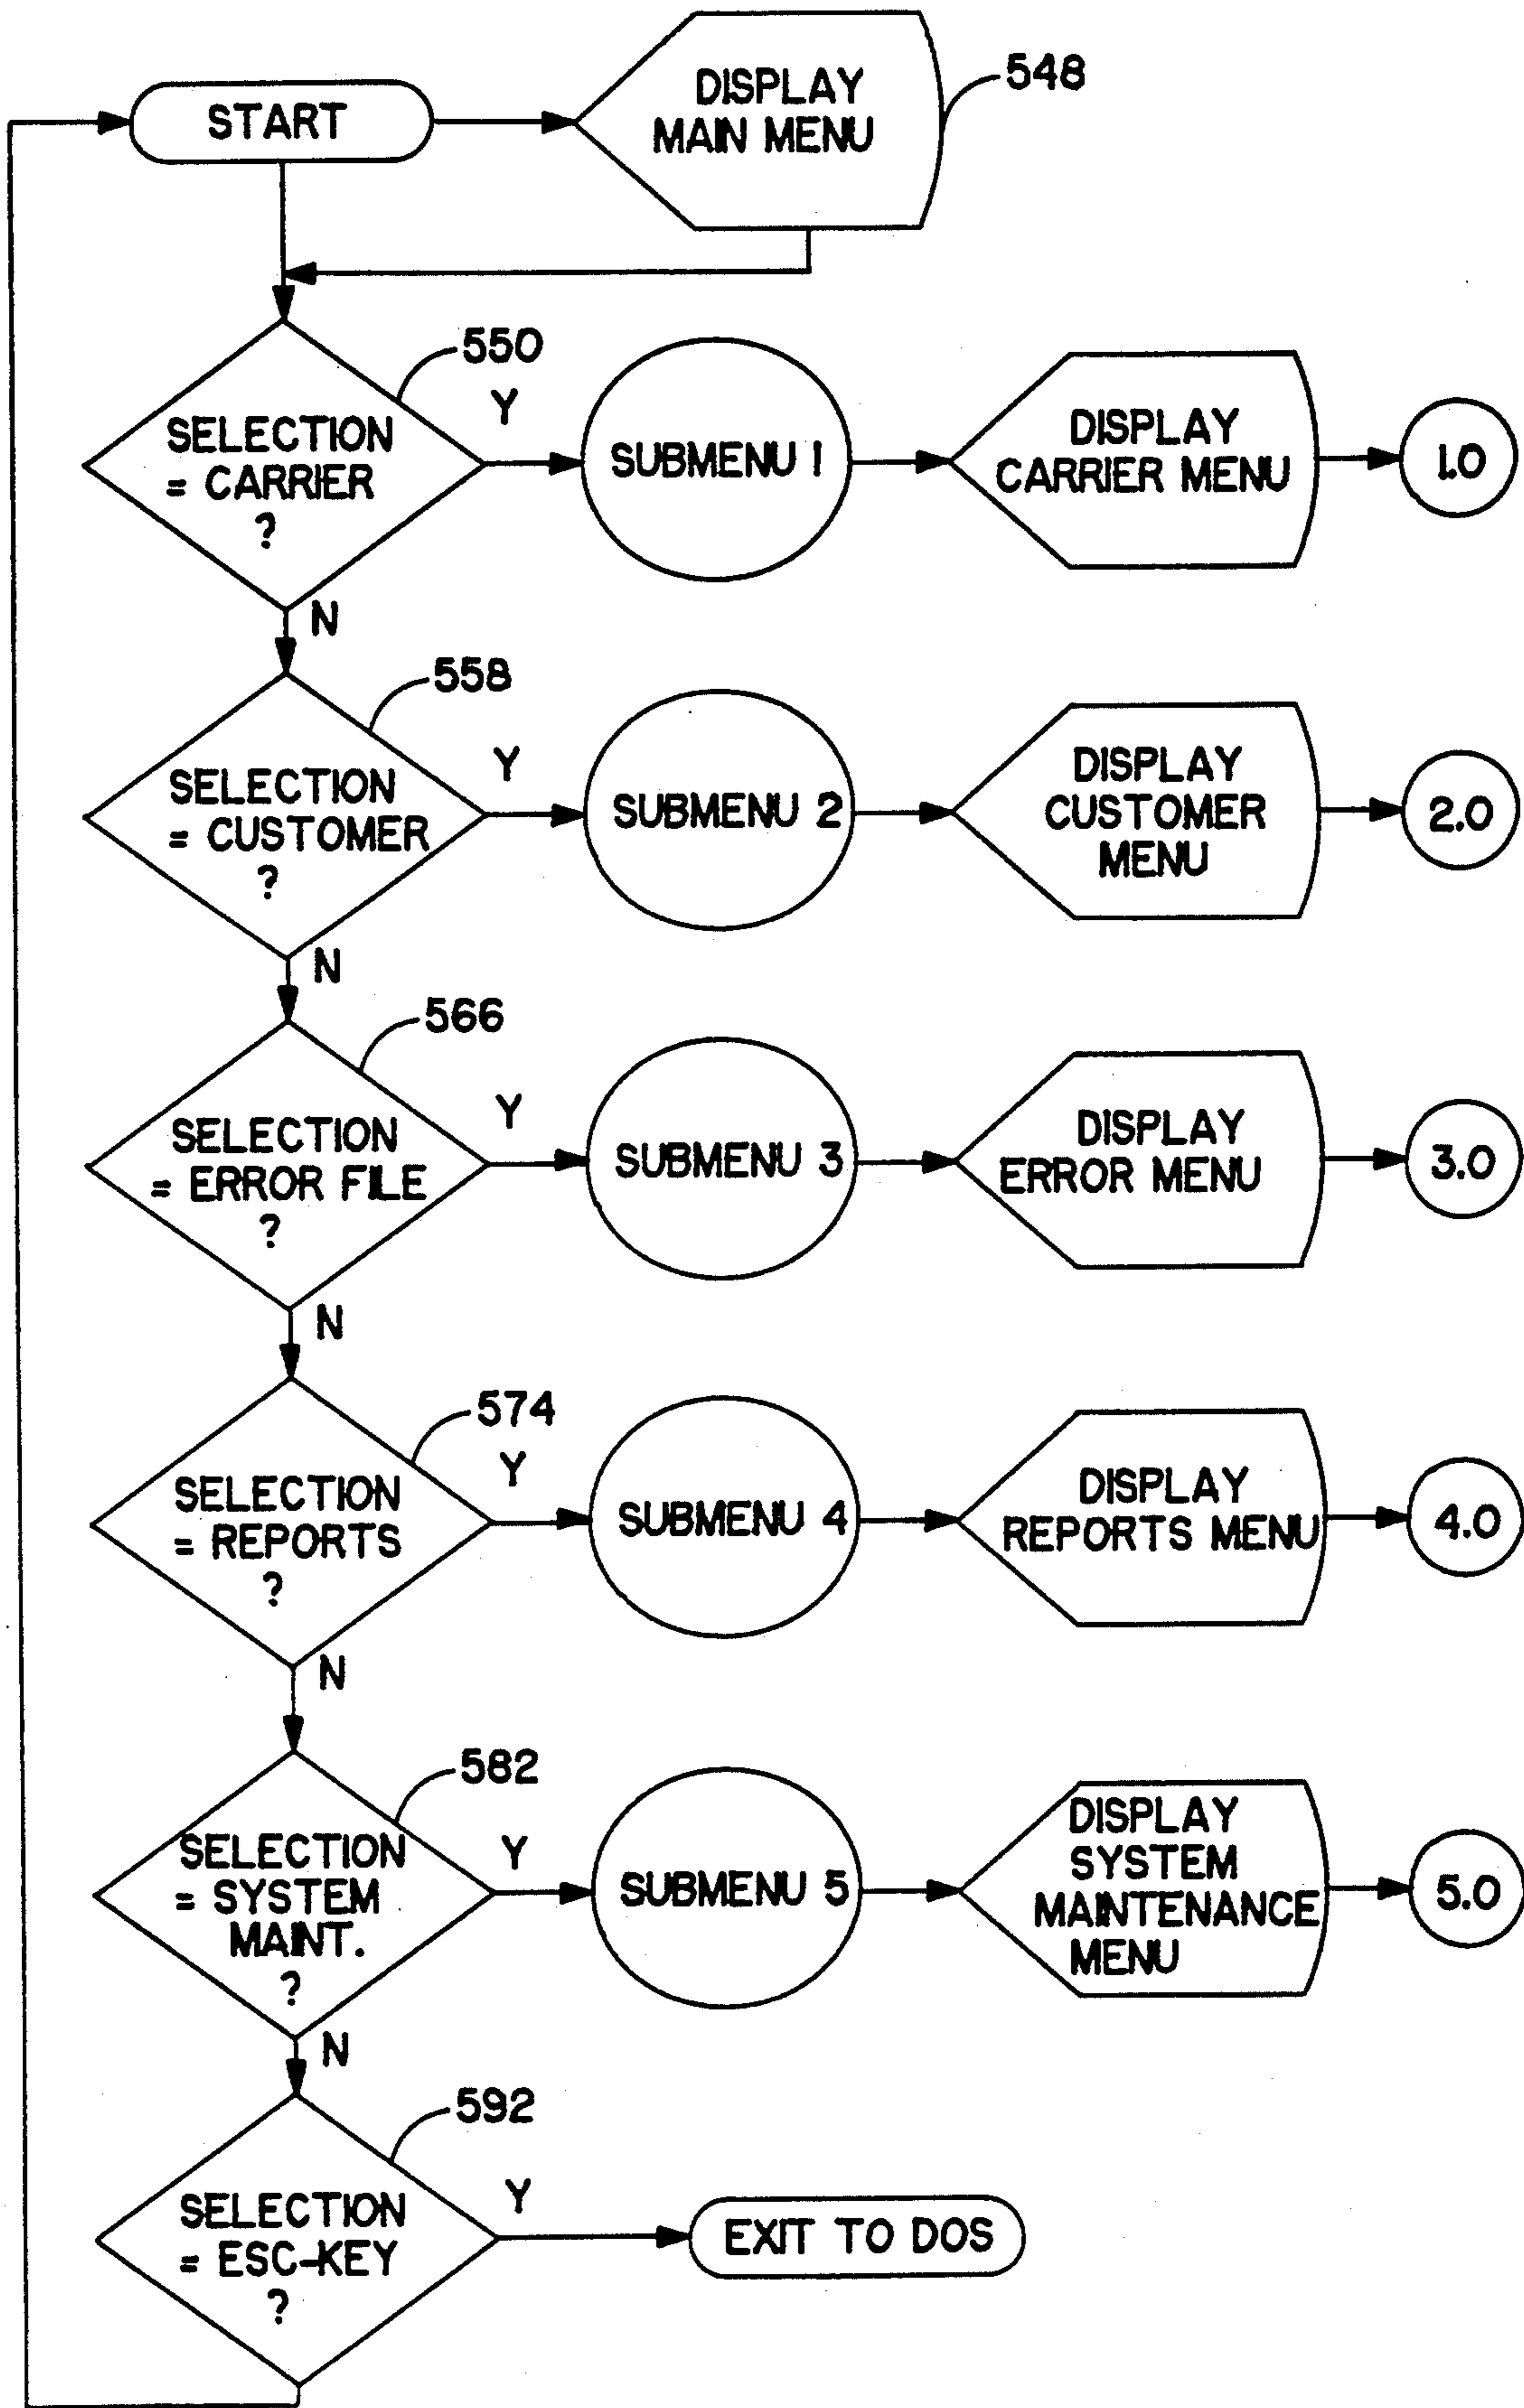 START
DISPLAY
MAIN MENU
548
550
SELECTION
= CARRIER
?
Y
N
SUBMENU 1
DISPLAY
CARRIER MENU
1.0
558
SELECTION
= CUSTOMER
?
Y
N
SUBMENU 2
DISPLAY
CUSTOMER
MENU
2.0
566
SELECTION
= ERROR FILE
?
Y
N
SUBMENU 3
DISPLAY
ERROR MENU
3.0
574
SELECTION
= REPORTS
?
Y
N
SUBMENU 4
DISPLAY
REPORTS MENU
4.0
582
SELECTION
= SYSTEM
MAINT.
?
Y
N
SUBMENU 5
DISPLAY
SYSTEM
MAINTENANCE
MENU
5.0
592
SELECTION
= ESC-KEY
?
Y
EXIT TO DOS